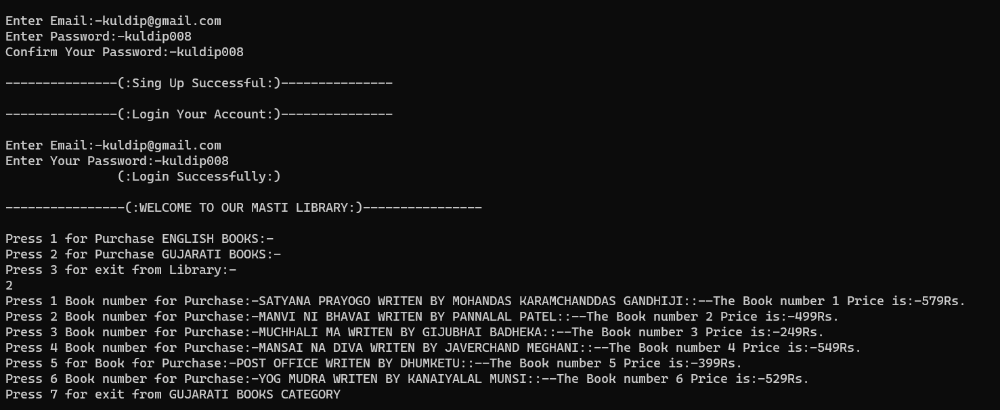 Enter Email:-kuldip@gmail.com
Enter Password:-kuldip008
Confirm Your Password:-kuldip008
---------------(:Sing Up Successful:)---------------
---------------(:Login Your Account:)---------------
Enter Email:-kuldip@gmail.com
Enter Your Password:-kuldip008
(:Login Successfully:)
----------------(:WELCOME TO OUR MASTI LIBRARY:)----------------
Press 1 for Purchase ENGLISH BOOKS:-
Press 2 for Purchase GUJARATI BOOKS:-
Press 3 for exit from Library:-
2
Press 1 Book number for Purchase:-SATYANA PRAYOGO WRITEN BY MOHANDAS KARAMCHANDDAS GANDHIJI::--The Book number 1 Price is:-579Rs.
Press 2 Book number for Purchase:-MANVI NI BHAVAI WRITEN BY PANNALAL PATEL::--The Book number 2 Price is:-499Rs.
Press 3 Book number for Purchase:-MUCHHALI MA WRITEN BY GIJUBHAI BADHEKA::--The Book number 3 Price is:-249Rs.
Press 4 Book number for Purchase:-MANSAI NA DIVA WRITEN BY JAVERCHAND MEGHANI::--The Book number 4 Price is:-549Rs.
Press 5 for Book for Purchase:-POST OFFICE WRITEN BY DHUMKETU::--The Book number 5 Price is:-399Rs.
Press 6 Book number for Purchase:-YOG MUDRA WRITEN BY KANAIYALAL MUNSI::--The Book number 6 Price is:-529Rs.
Press 7 for exit from GUJARATI BOOKS CATEGORY